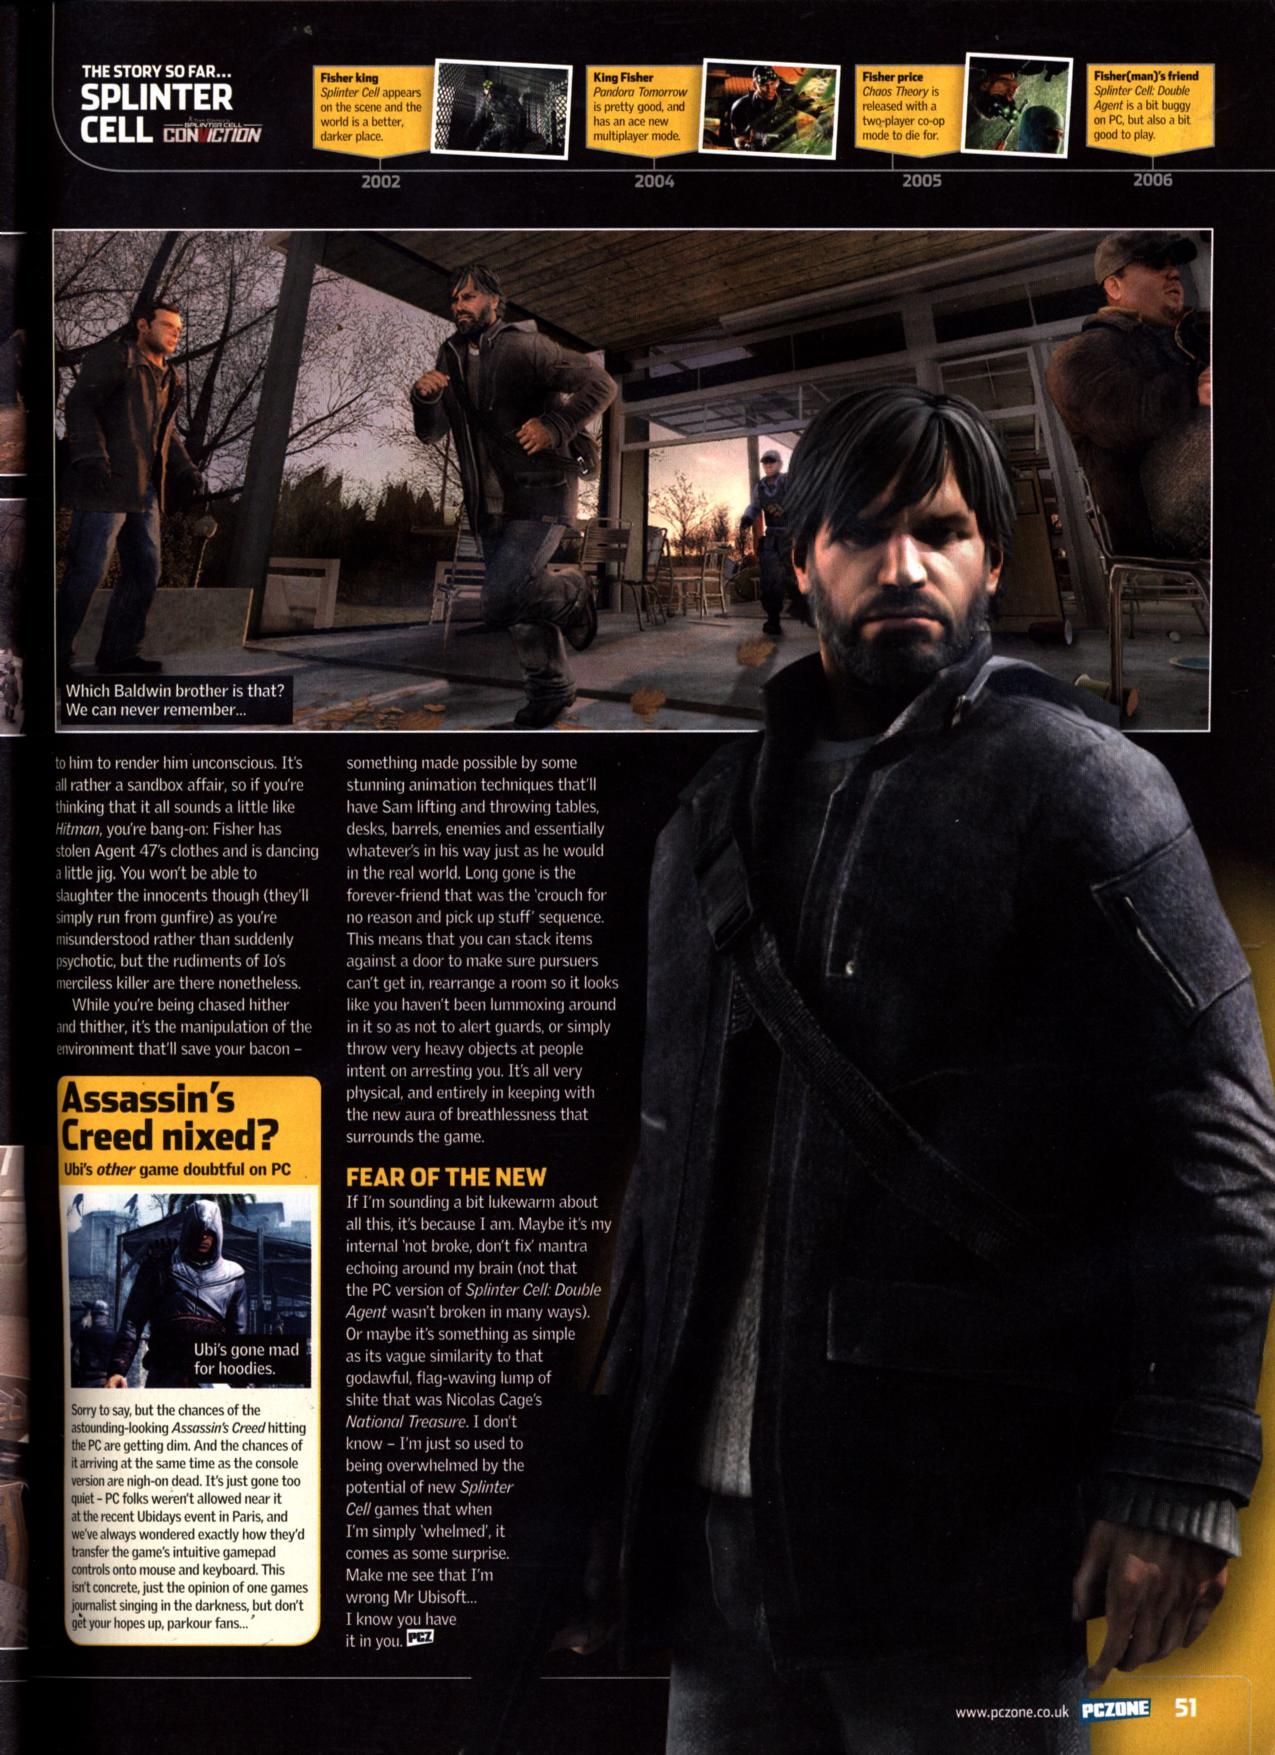 THE STORY SO FAR...
SPLINTER
CELL
SPLINTER CELL
CONVICTION
Fisher king
Splinter Cell appears
on the scene and the
world is a better,
darker place.
2002
King Fisher
Pandora Tomorrow
is pretty good, and
has an ace new
multiplayer mode.
2004
Fisher price
Chaos Theory is
released with a
two-player co-op
mode to die for.
2005
Fisher(man)'s friend
Splinter Cell: Double
Agent is a bit buggy
on PC, but also a bit
good to play.
2006
Which Baldwin brother is that?
We can never remember...
to him to render him unconscious. It's
all rather a sandbox affair, so if you're
thinking that it all sounds a little like
Hitman, you're bang-on: Fisher has
stolen Agent 47's clothes and is dancing
a little jig. You won't be able to
slaughter the innocents though (they'll
simply run from gunfire) as you're
misunderstood rather than suddenly
psychotic, but the rudiments of Io's
merciless killer are there nonetheless.
While you're being chased hither
and thither, it's the manipulation of the
environment that'll save your bacon –
something made possible by some
stunning animation techniques that'll
have Sam lifting and throwing tables,
desks, barrels, enemies and essentially
whatever's in his way just as he would
in the real world. Long gone is the
forever-friend that was the 'crouch for
no reason and pick up stuff' sequence.
This means that you can stack items
against a door to make sure pursuers
can't get in, rearrange a room so it looks
like you haven't been lummoxing around
in it so as not to alert guards, or simply
throw very heavy objects at people
intent on arresting you. It's all very
physical, and entirely in keeping with
the new aura of breathlessness that
surrounds the game.
FEAR OF THE NEW
If I'm sounding a bit lukewarm about
all this, it's because I am. Maybe it's my
internal 'not broke, don't fix' mantra
echoing around my brain (not that
the PC version of Splinter Cell: Double
Agent wasn't broken in many ways).
Or maybe it's something as simple
as its vague similarity to that
godawful, flag-waving lump of
shite that was Nicolas Cage's
National Treasure. I don't
know – I'm just so used to
being overwhelmed by the
potential of new Splinter
Cell games that when
I'm simply 'whelmed', it
comes as some surprise.
Make me see that I'm
wrong Mr Ubisoft...
I know you have
it in you. PCZ
Assassin's
Creed nixed?
Ubi's other game doubtful on PC
Ubi's gone mad
for hoodies.
Sorry to say, but the chances of the
astounding-looking Assassin's Creed hitting
the PC are getting dim. And the chances of
it arriving at the same time as the console
version are nigh-on dead. It's just gone too
quiet – PC folks weren't allowed near it
at the recent Ubidays event in Paris, and
we've always wondered exactly how they'd
transfer the game's intuitive gamepad
controls onto mouse and keyboard. This
isn't concrete, just the opinion of one games
journalist singing in the darkness, but don't
get your hopes up, parkour fans...
www.pczone.co.uk PCZONE 51